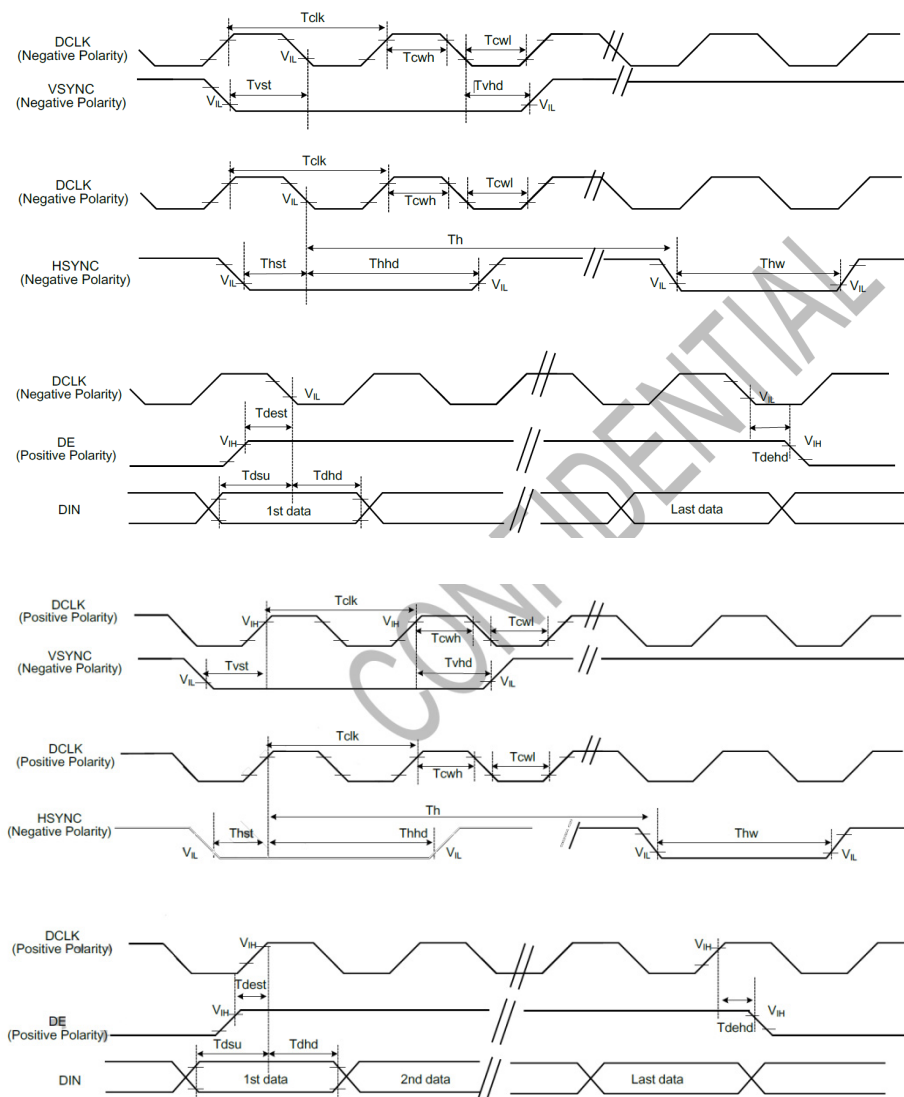 Tclk
DCLK
(Negative Polarity)
VIL
Tcwh
Tcwl
VSYNC
(Negative Polarity)
VIL
Tvst
Tvhd
VIL
Tclk
DCLK
(Negative Polarity)
VIL
Tcwh
Tcwl
Th
HSYNC
(Negative Polarity)
VIL
Thst
Thhd
VIL
VIL
Thw
VIL
DCLK
(Negative Polarity)
VIL
VIL
Tdest
DE
(Positive Polarity)
VIH
VIH
Tdehd
Tdsu
Tdhd
DIN
1st data
Last data
CONFIDENTIAL
Tclk
DCLK
(Positive Polarity)
VIH
VIH
Tcwh
Tcwl
VSYNC
(Negative Polarity)
VIL
Tvst
Tvhd
VIL
Tclk
DCLK
(Positive Polarity)
Tcwh
Tcwl
Th
HSYNC
(Negative Polarity)
VIL
Thst
Thhd
VIL
VIL
Thw
VIL
DCLK
(Positive Polarity)
VIH
VIH
Tdest
DE
(Positive Polarity)
VIH
VIH
Tdehd
Tdsu
Tdhd
DIN
1st data
2nd data
Last data